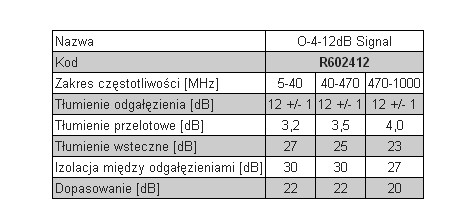 Nazwa O-4-12dB Signal
Kod R602412
Zakres częstotliwości [MHz] 5-40 40-470 470-1000
Tłumienie odgałęzienia [dB] 12 +/- 1 12 +/- 1 12 +/- 1
Tłumienie przelotowe [dB] 3,2 3,5 4,0
Tłumienie wsteczne [dB] 27 25 23
Izolacja między odgałęzieniami [dB] 30 30 27
Dopasowanie [dB] 22 22 20